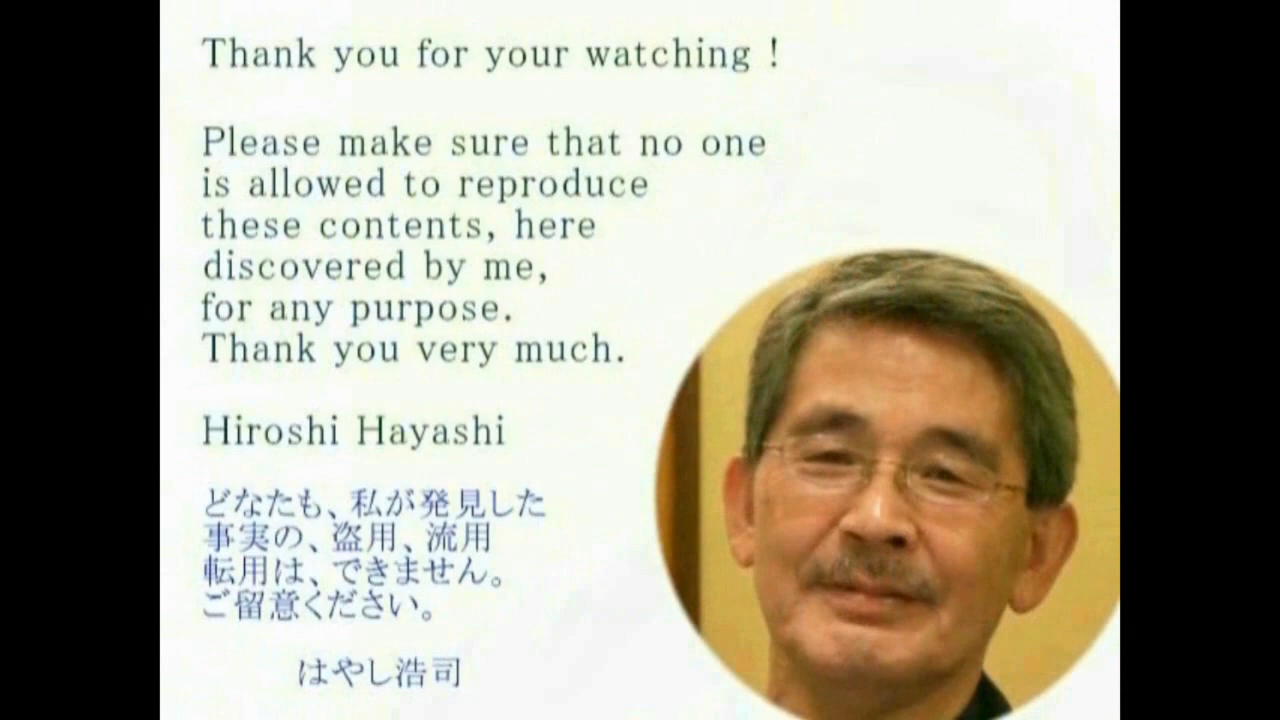 Thank you for your watching !
Please make sure that no one
is allowed to reproduce
these contents, here
discovered by me,
for any purpose.
Thank you very much.
Hiroshi Hayashi
どなたも、私が発見した
事実の、盗用、流用
転用は、できません。
ご留意ください。
はやし浩司